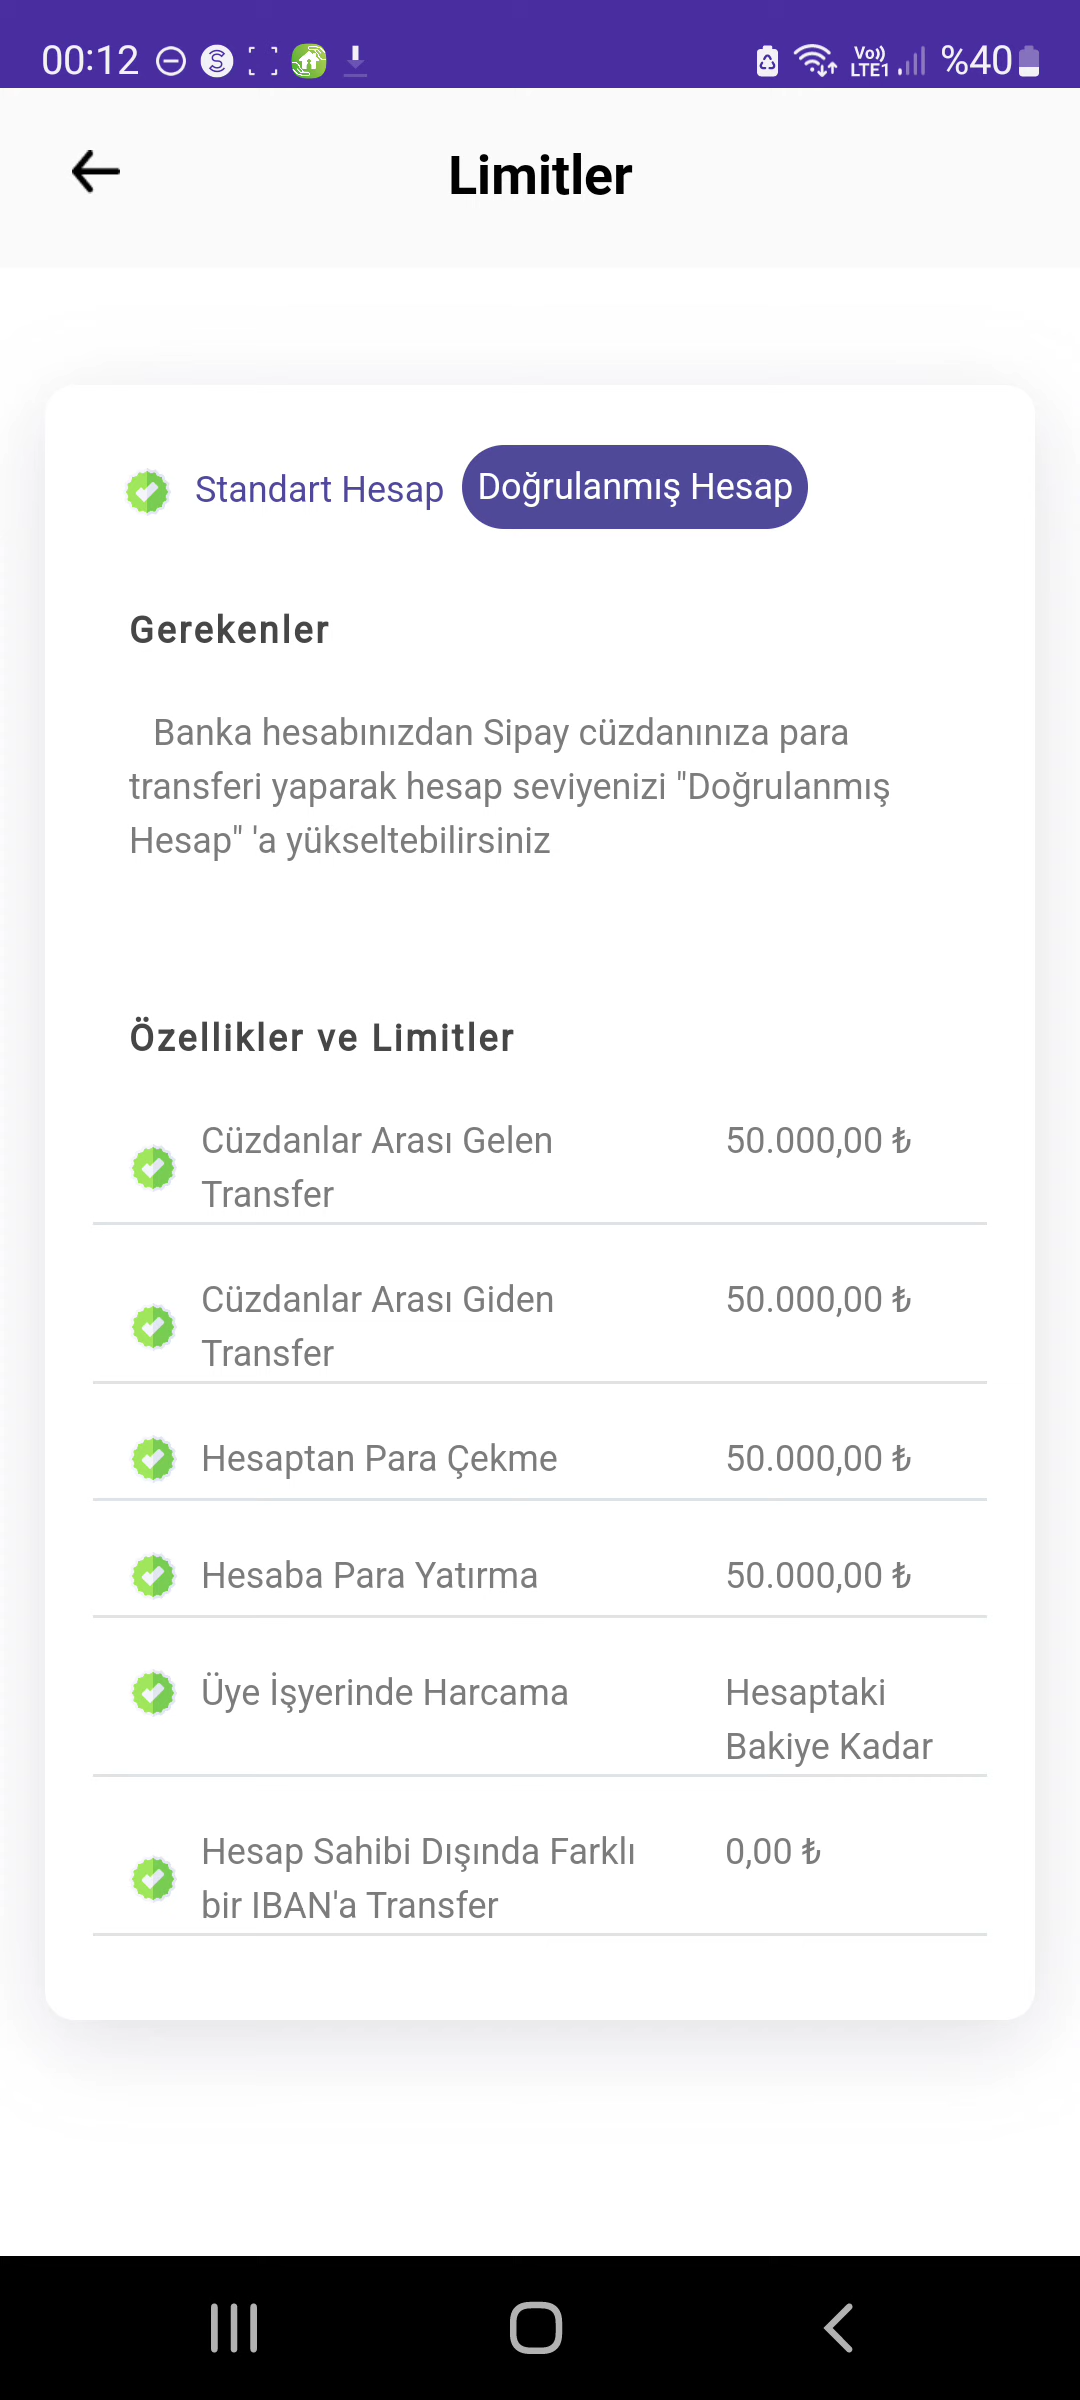 00:12 Vo)) LTE1 %40
Limitler
Standart Hesap Doğrulanmış Hesap
Gerekenler
Banka hesabınızdan Sipay cüzdanınıza para
transferi yaparak hesap seviyenizi "Doğrulanmış
Hesap" 'a yükseltebilirsiniz
Özellikler ve Limitler
Cüzdanlar Arası Gelen 50.000,00 ₺
Transfer
Cüzdanlar Arası Giden 50.000,00 ₺
Transfer
Hesaptan Para Çekme 50.000,00 ₺
Hesaba Para Yatırma 50.000,00 ₺
Üye İşyerinde Harcama Hesaptaki
Bakiye Kadar
Hesap Sahibi Dışında Farklı 0,00 ₺
bir IBAN'a Transfer